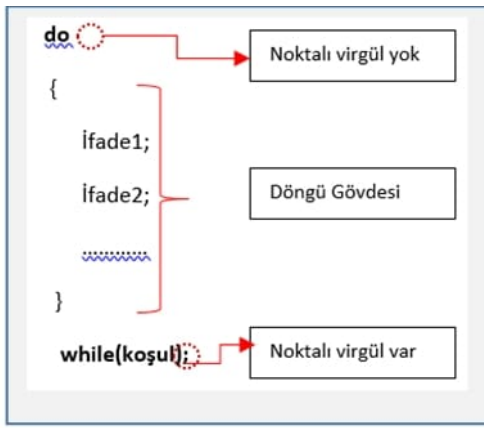 do
Noktalı virgül yok
{
İfade1;
İfade2;
Döngü Gövdesi
............
}
while(koşul);
Noktalı virgül var